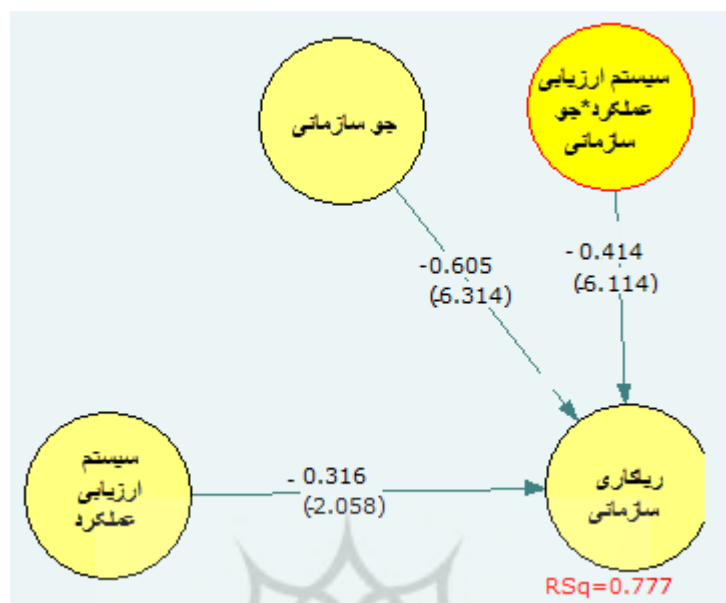 سیستم ارزیابی
عملکرد*جو
سازمانی
جو سازمانی
-0.605
(-6.314)
- 0.414
(-6.114)
سیستم
ارزیابی
عملکرد
- 0.316
(-2.058)
ریاکاری
سازمانی
RSq=0.777